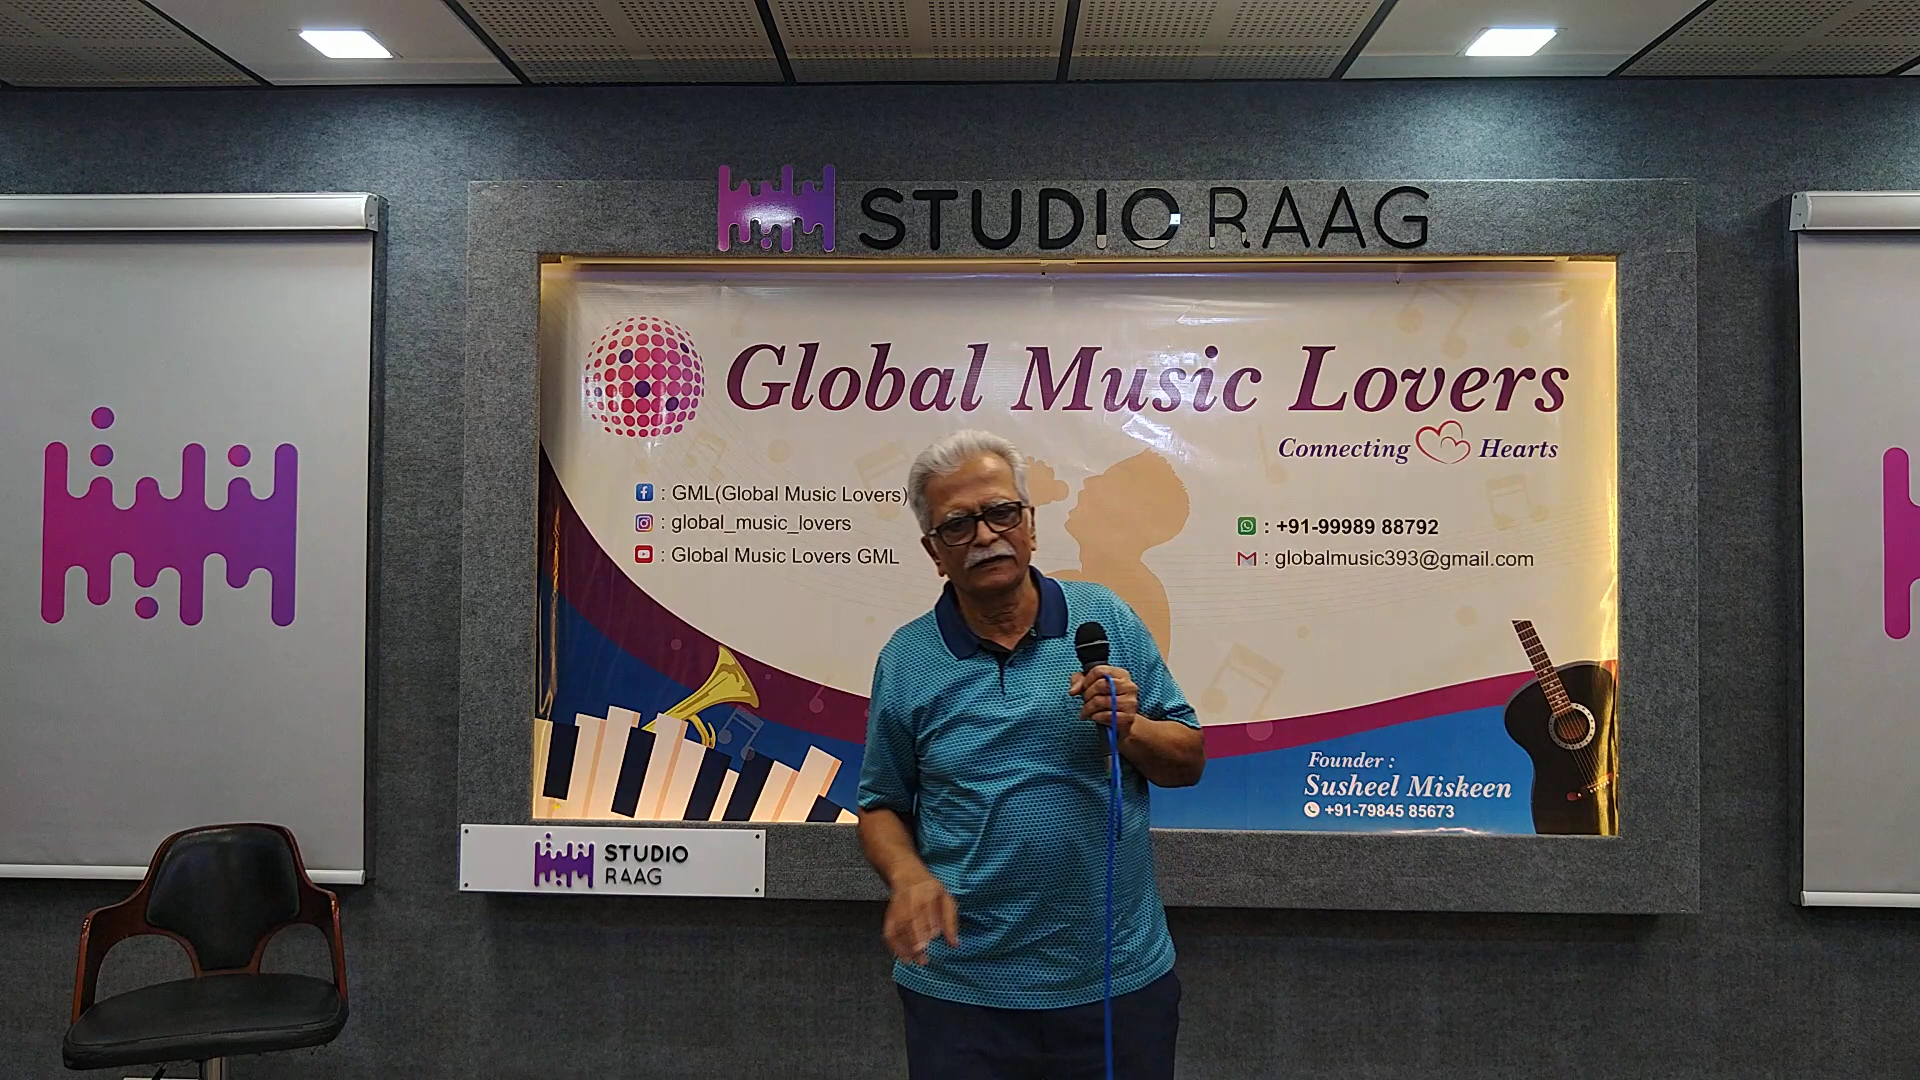 STUDIO RAAG
Global Music Lovers
Connecting Hearts
: GML(Global Music Lovers)
: global_music_lovers
: Global Music Lovers GML
: +91-99989 88792
: globalmusic393@gmail.com
Founder :
Susheel Miskeen
+91-79845 85673
STUDIO
RAAG